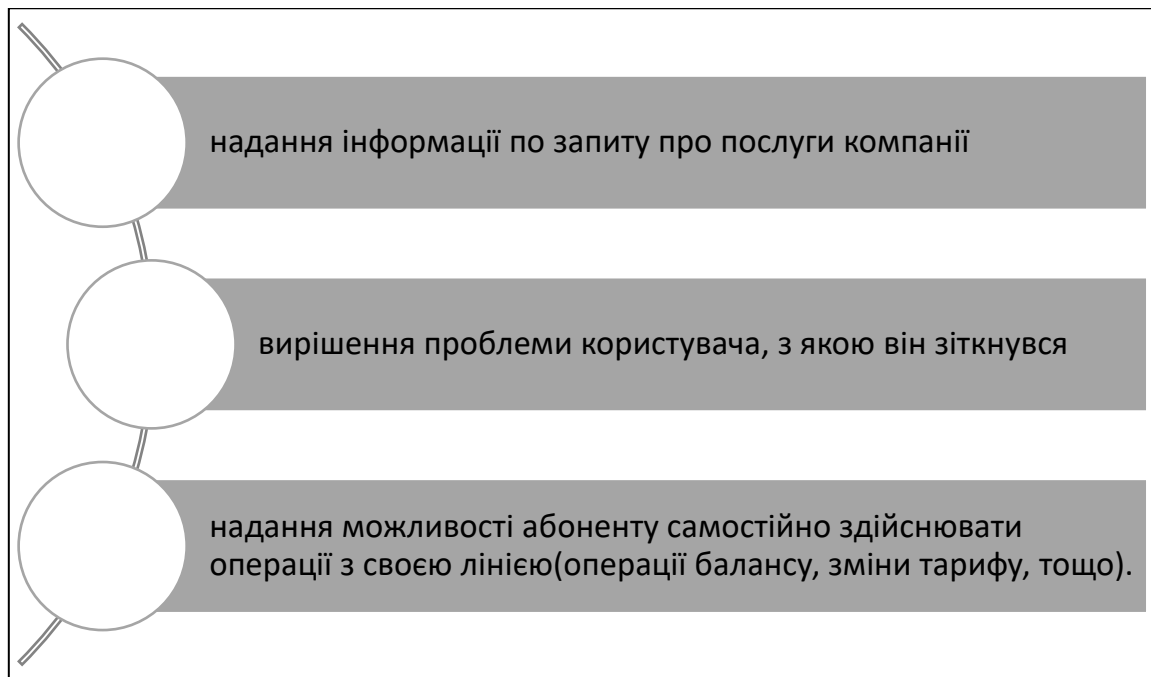 надання інформації по запиту про послуги компанії
вирішення проблеми користувача, з якою він зіткнувся
надання можливості абоненту самостійно здійснювати
операції з своєю лінією(операції балансу, зміни тарифу, тощо).